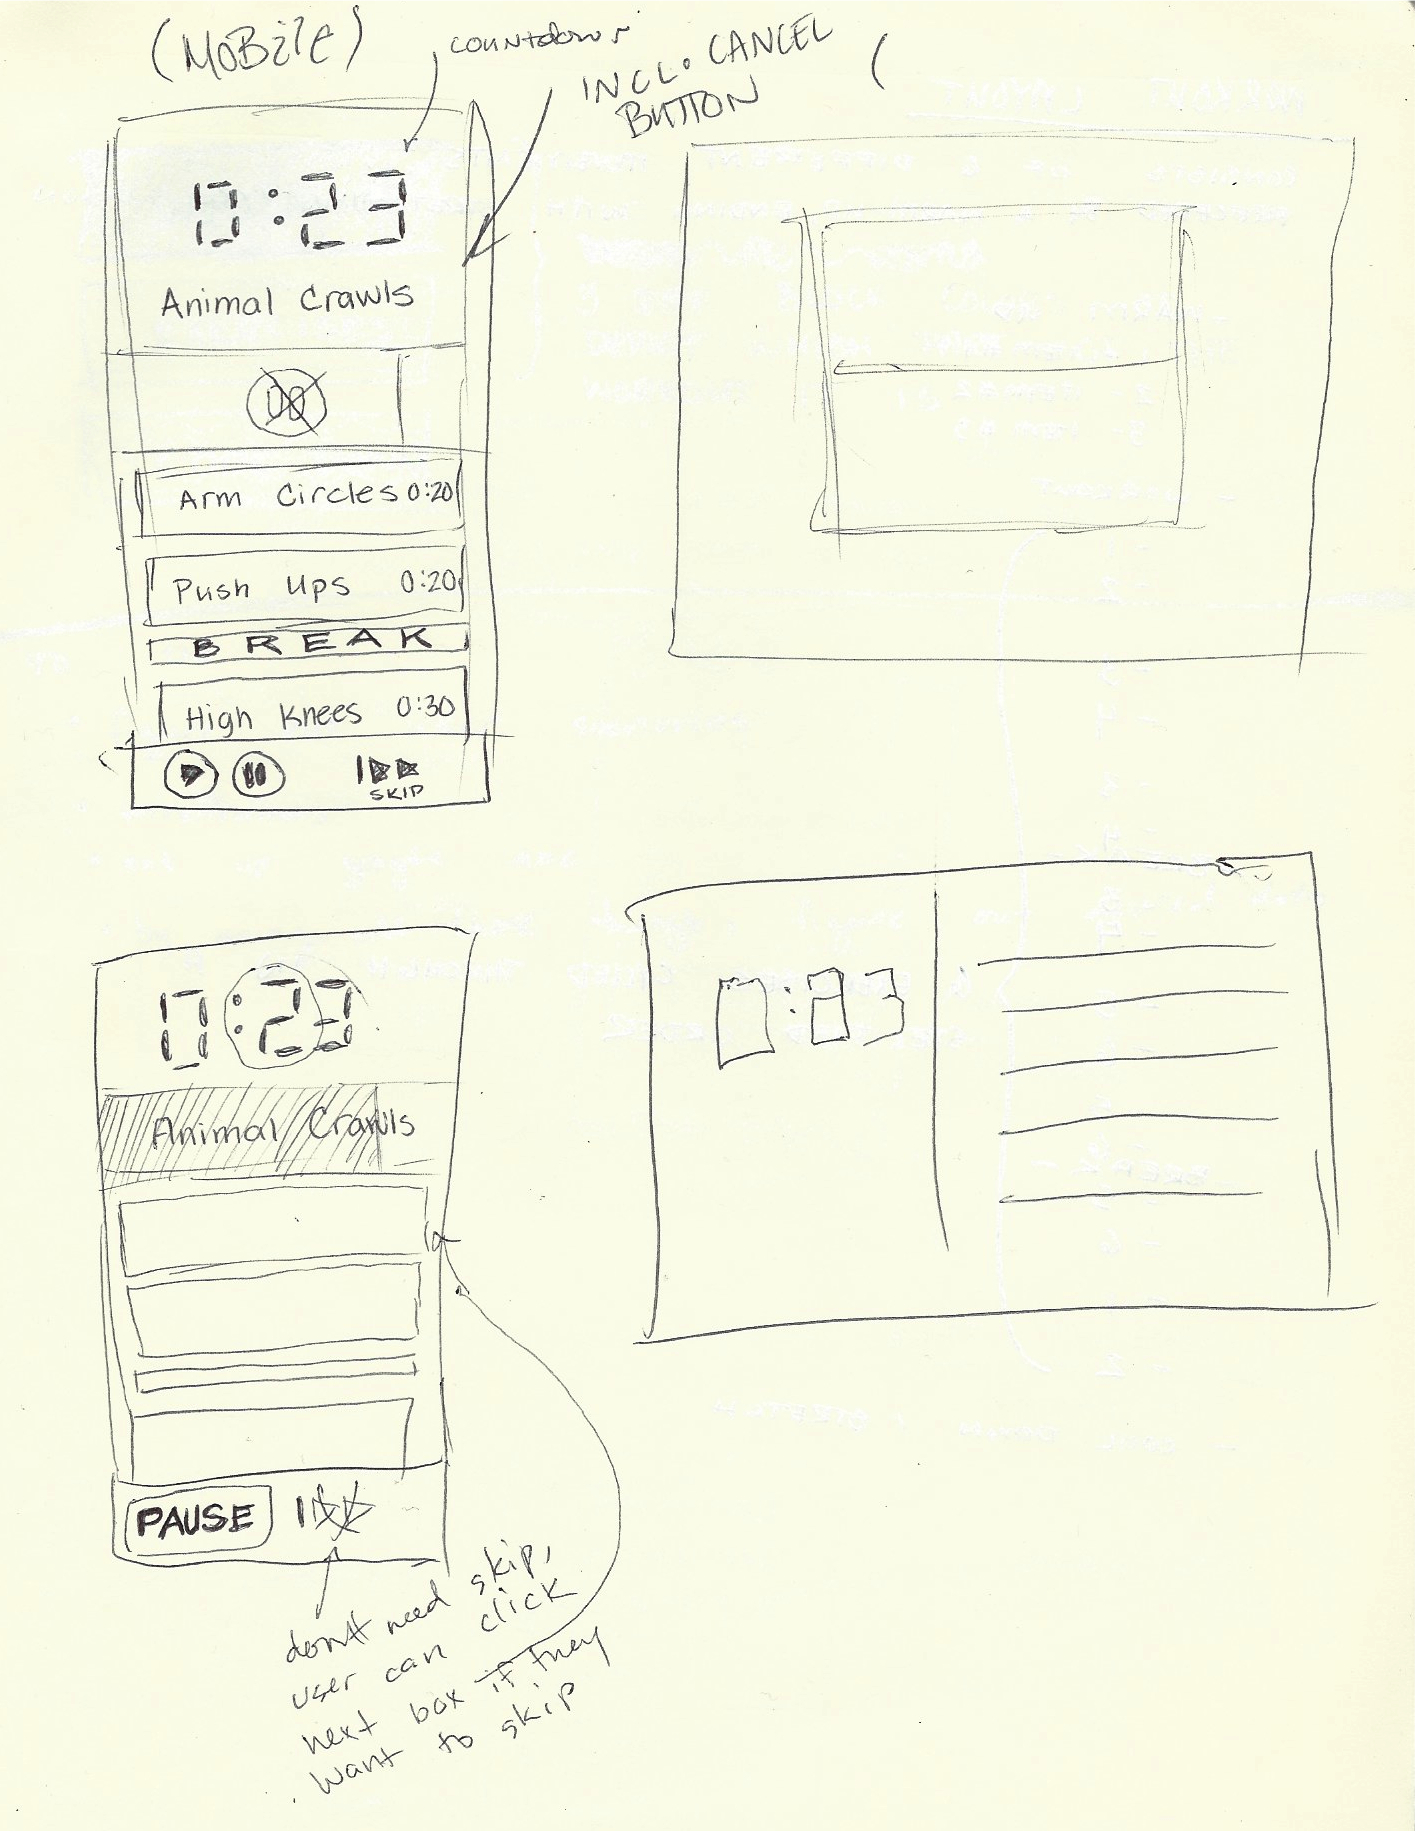 (MOBILE)
countdown
INCL. CANCEL
BUTTON
(
0:23
Animal Crawls
Arm Circles 0:20
Push Ups 0:20
BREAK
High Knees 0:30
SKIP
0:23
Animal Crawls
PAUSE
don't need skip,
user can click
next box if they
want to skip
0:23